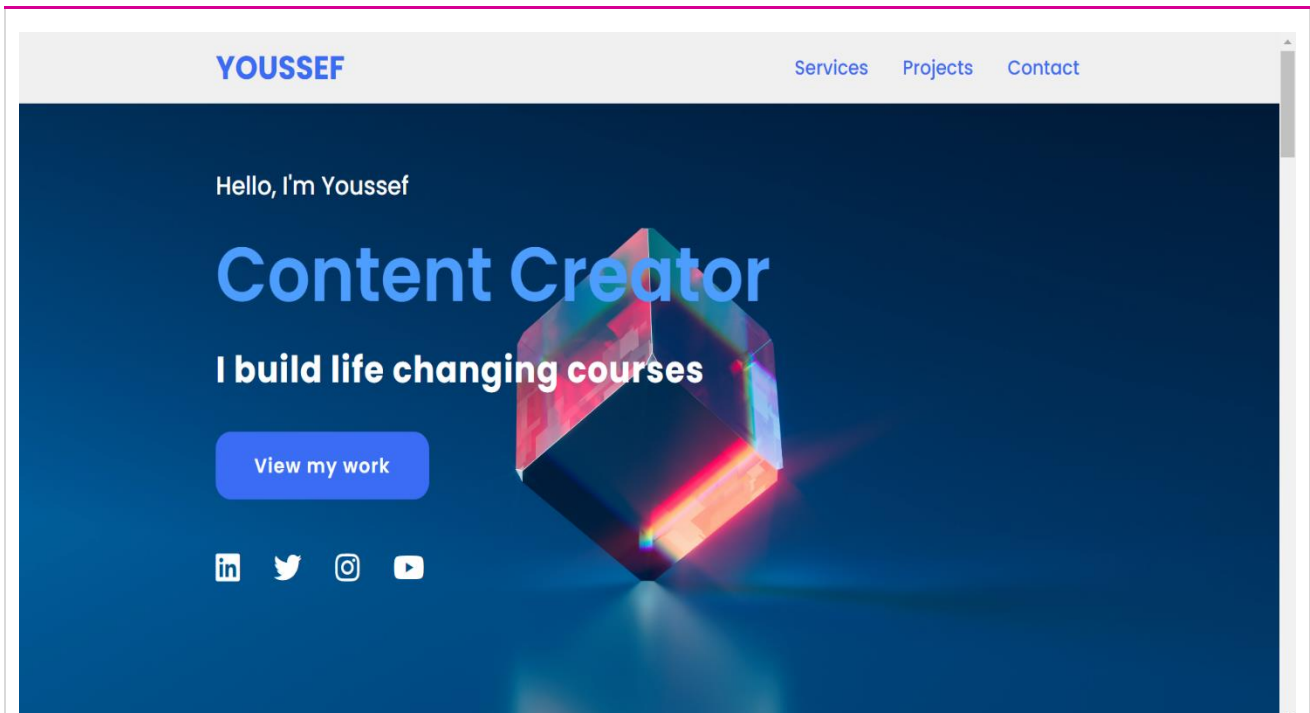 YOUSSEF
Services Projects Contact
Hello, I'm Youssef
Content Creator
I build life changing courses
View my work